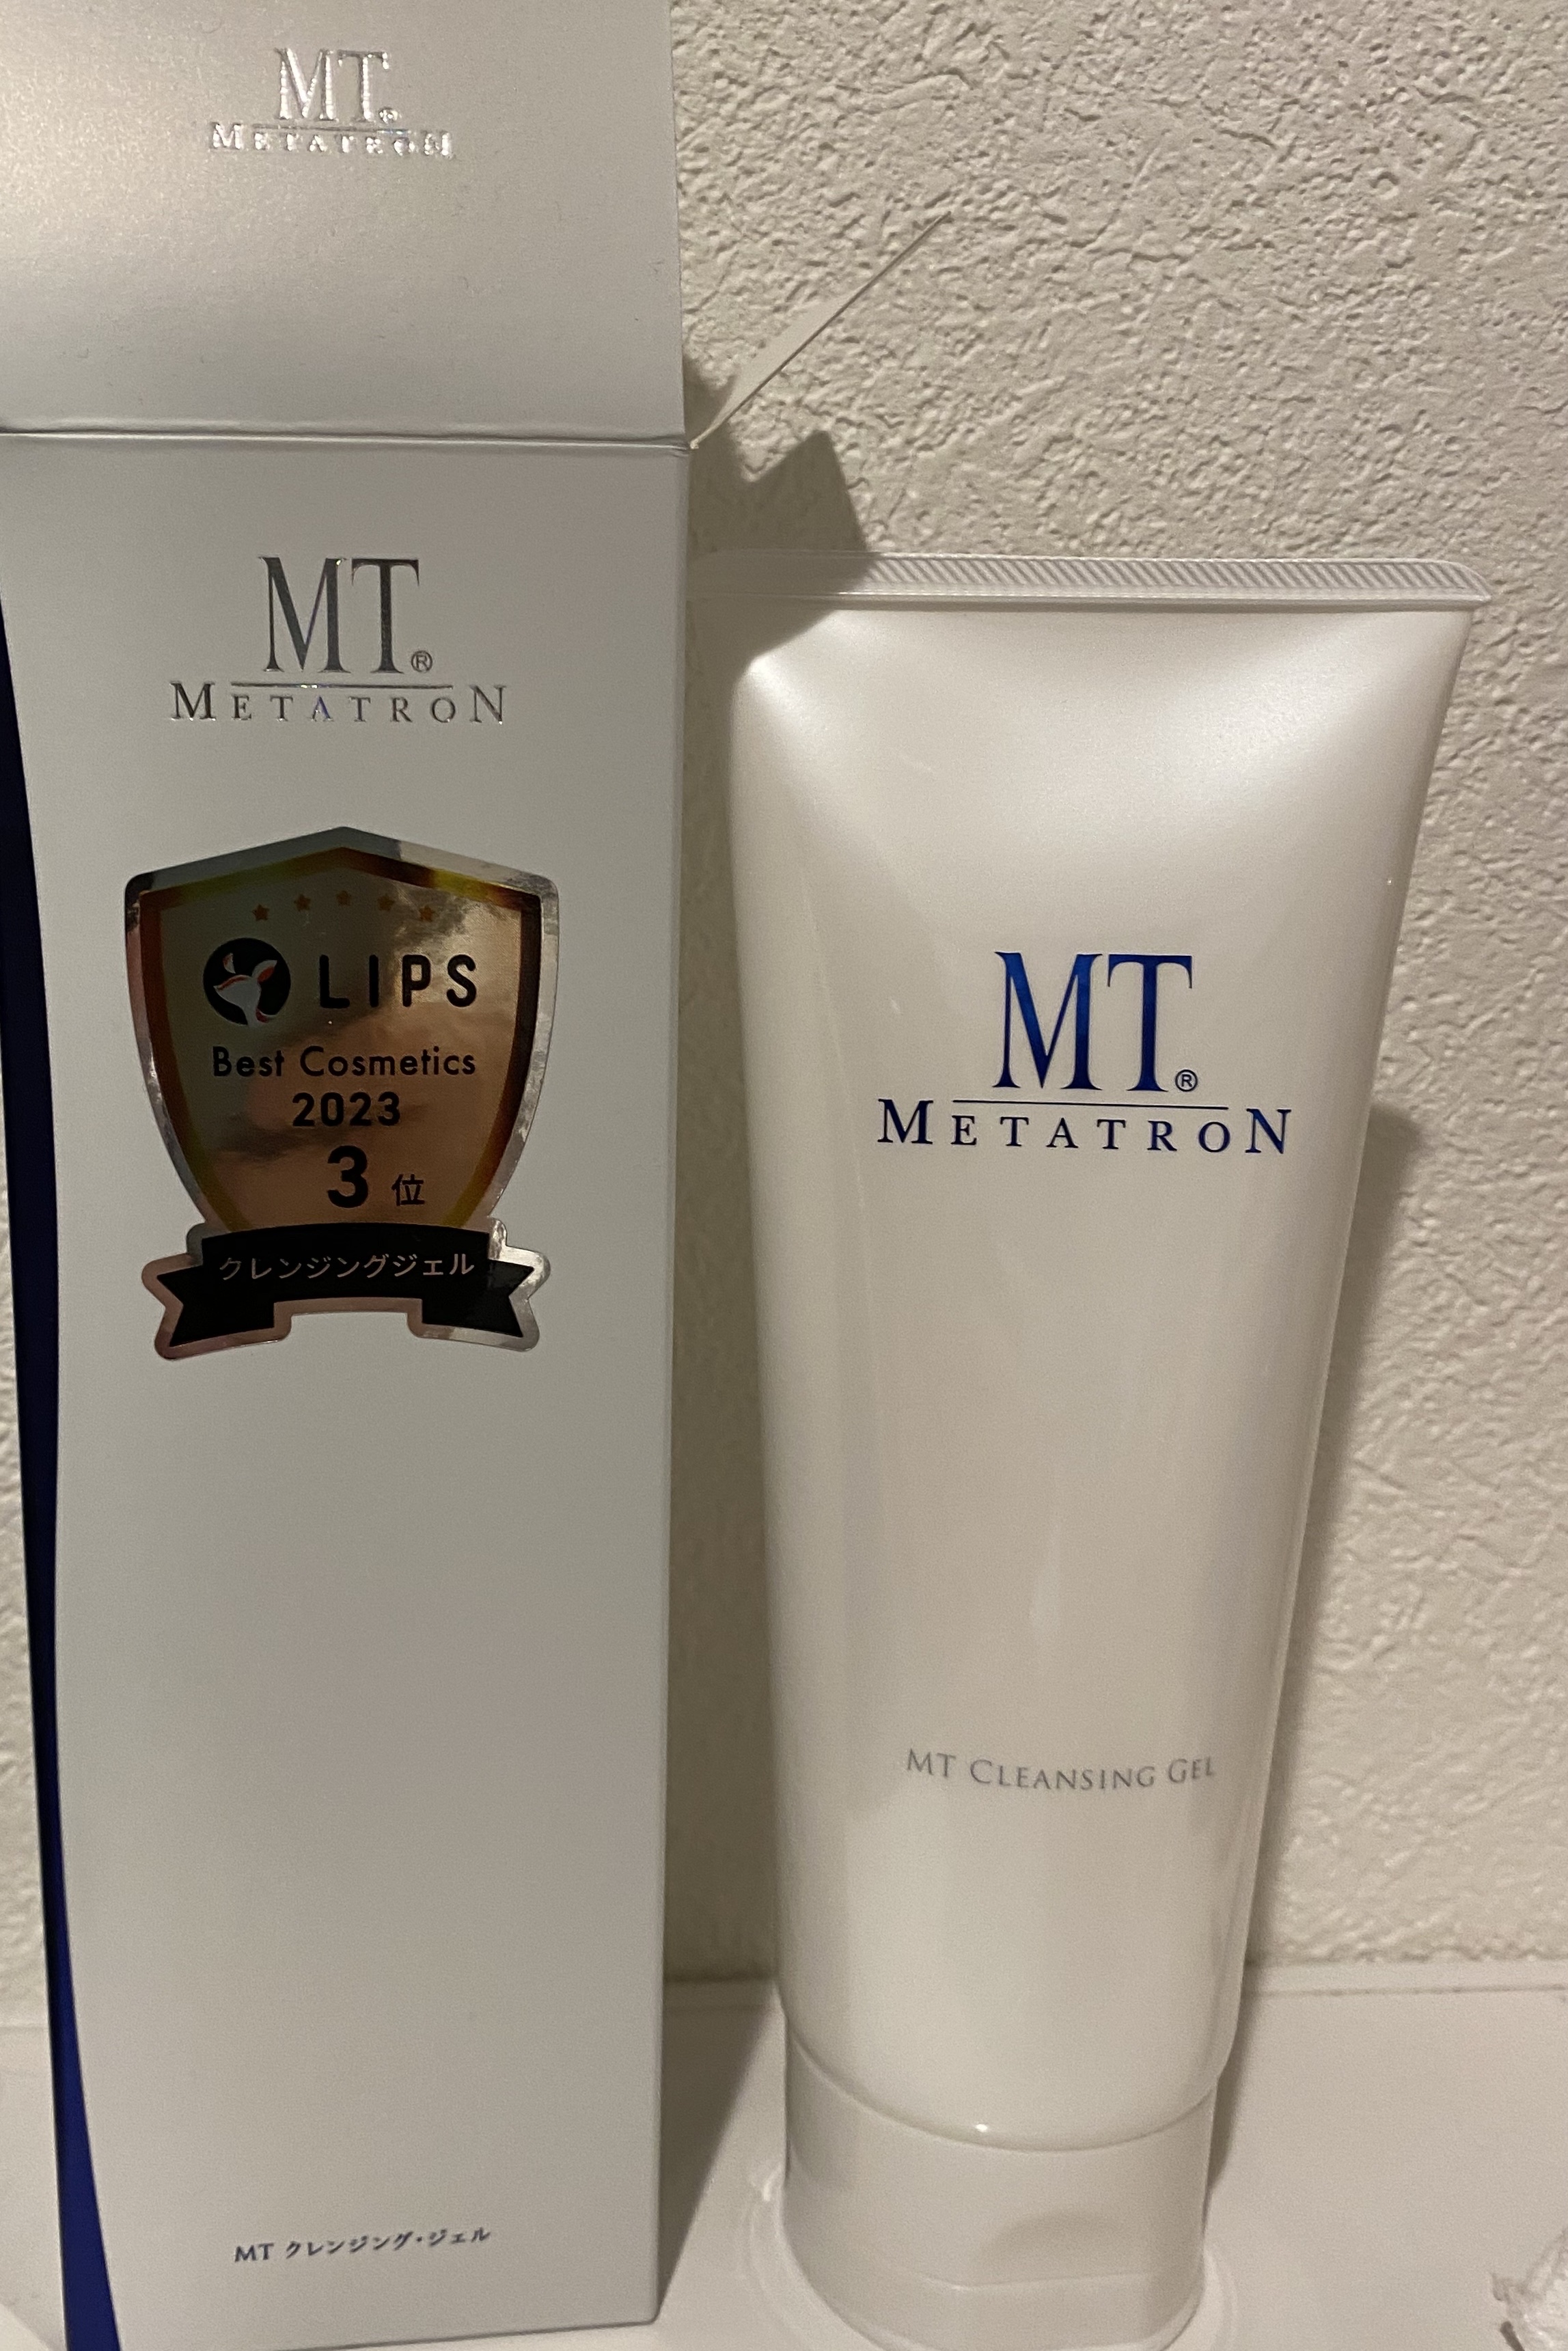 MT®
METATRON
MT®
METATRON
LIPS
Best Cosmetics
2023
3位
クレンジングジェル
MT クレンジング・ジェル
MT®
METATRON
MT CLEANSING GEL